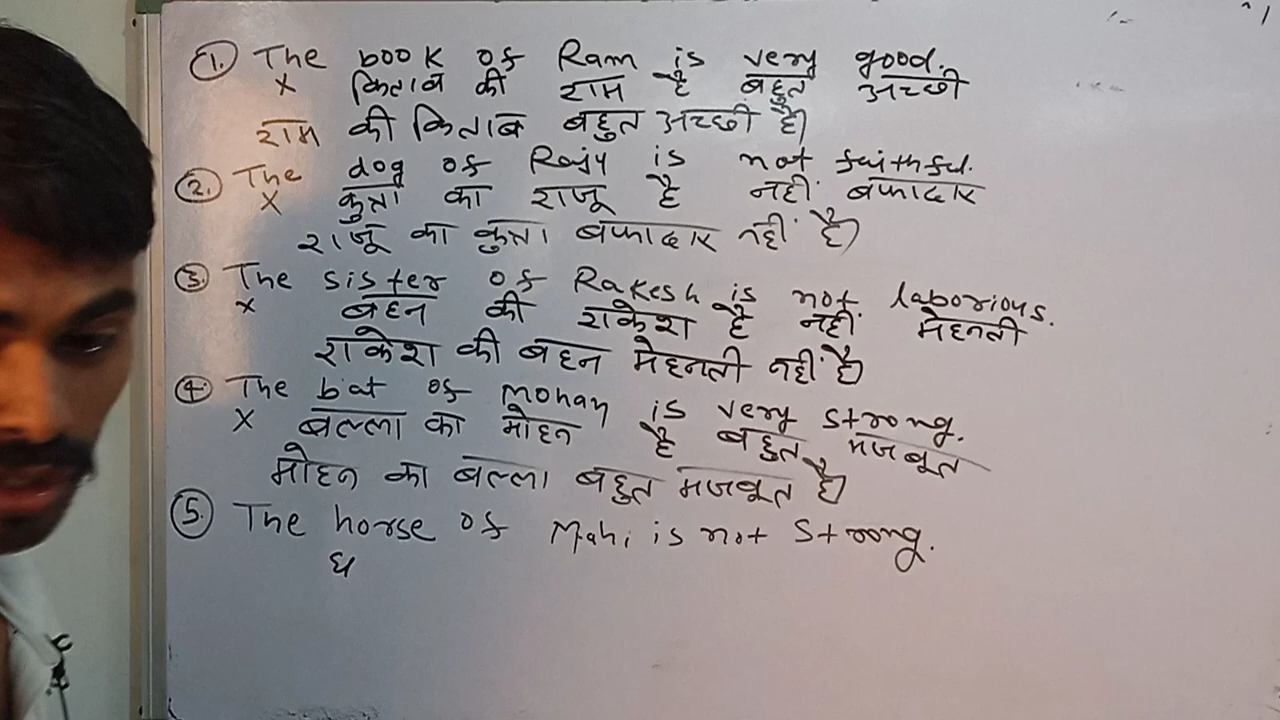 1. The book of Ram is very good.
x किताब की राम है बहुत अच्छी
राम की किताब बहुत अच्छी है।
2. The dog of Rajy is not faithful.
x कुत्ता का राजू है नहीं बफादार
राजू का कुत्ता बफादार नहीं है।
3. The sister of Rakesh is not laborious.
x बहन की राकेश है नहीं मेहनती
राकेश की बहन मेहनती नहीं है।
4. The bat of Mohan is very strong.
x बल्ला का मोहन है बहुत मजबूत
मोहन का बल्ला बहुत मजबूत है।
5. The horse of Mahi is not strong.
घ